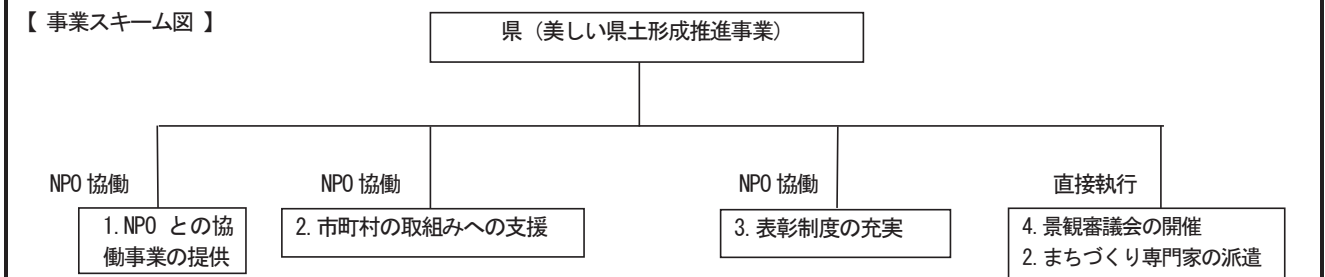 【 事業スキーム図 】
県（美しい県土形成推進事業）
NPO 協働
NPO 協働
NPO 協働
直接執行
1. NPO との協
働事業の提供
2. 市町村の取組みへの支援
3. 表彰制度の充実
4. 景観審議会の開催
2. まちづくり専門家の派遣